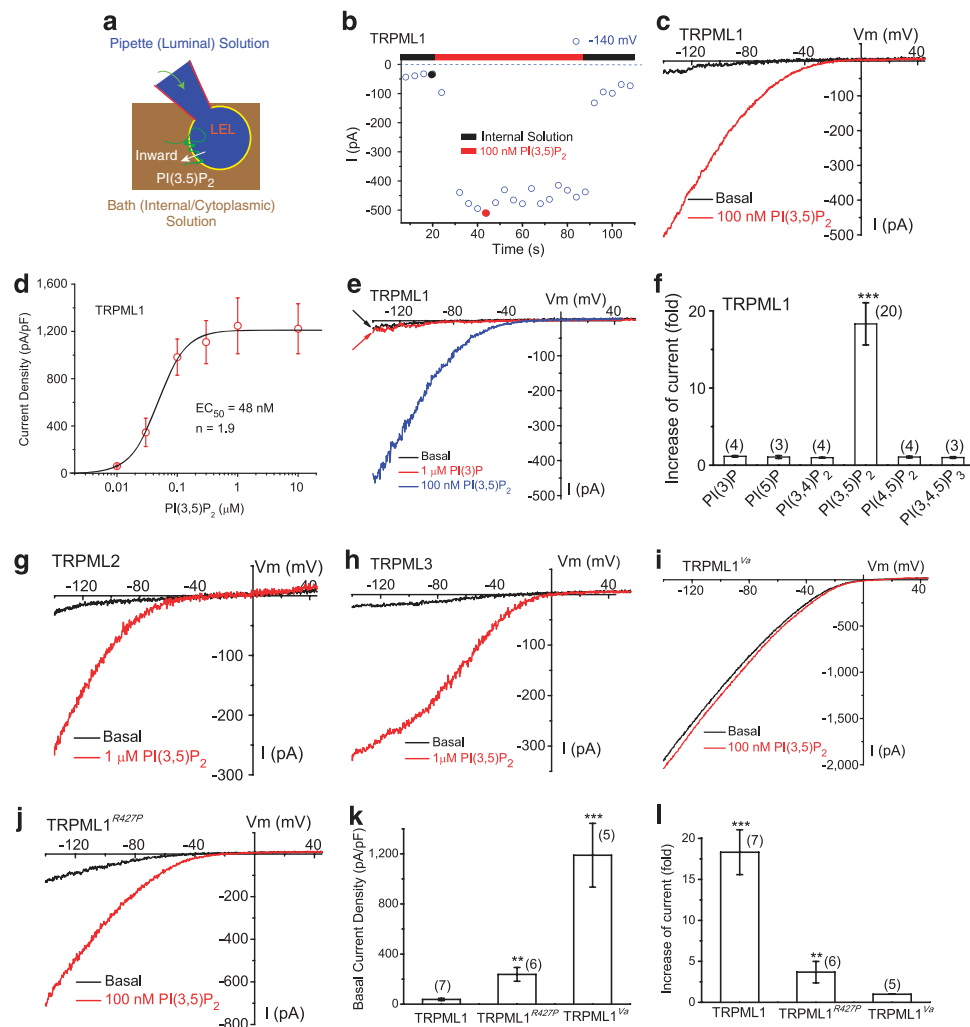 a
Pipette (Luminal) Solution
LEL
Inward
PI(3.5)P2
Bath (Internal/Cytoplasmic)
Solution
b
TRPML1
-140 mV
0
-100
-200
-300
-400
-500
I (pA)
Internal Solution
100 nM PI(3,5)P2
0 20 40 60 80 100
Time (s)
c
TRPML1
Vm (mV)
-120 -80 -40 0 40
-100
-200
-300
-400
-500
Basal
100 nM PI(3,5)P2
I (pA)
d
1,600
1,200
800
400
0
Current Density (pA/pF)
TRPML1
EC50 = 48 nM
n = 1.9
0.01 0.1 1 10
PI(3,5)P2 (μM)
e
TRPML1
Vm (mV)
-120 -80 -40 0 40
-100
-200
-300
-400
-500
Basal
1 μM PI(3)P
100 nM PI(3,5)P2
I (pA)
f
TRPML1
Increase of current (fold)
20
10
0
(4) (3) (4) *** (20) (4) (3)
PI(3)P PI(5)P PI(3,4)P2 PI(3,5)P2 PI(4,5)P2 PI(3,4,5)P3
g
TRPML2
Vm (mV)
-120 -80 -40 0 40
-100
-200
-300
Basal
1 μM PI(3,5)P2
I (pA)
h
TRPML3
Vm (mV)
-120 -80 -40 0 40
-100
-200
-300
Basal
1μM PI(3,5)P2
I (pA)
i
TRPML1Va
Vm (mV)
-120 -80 -40 0 40
-500
-1,000
-1,500
-2,000
Basal
100 nM PI(3,5)P2
I (pA)
j
TRPML1R427P
Vm (mV)
-120 -80 -40 0 40
-200
-400
-600
-800
Basal
100 nM PI(3,5)P2
I (pA)
k
Basal Current Density (pA/pF)
1,200
800
400
0
(7) ** (6) *** (5)
TRPML1 TRPML1R427P TRPML1Va
l
Increase of current (fold)
20
15
10
5
0
*** (7) ** (6) (5)
TRPML1 TRPML1R427P TRPML1Va